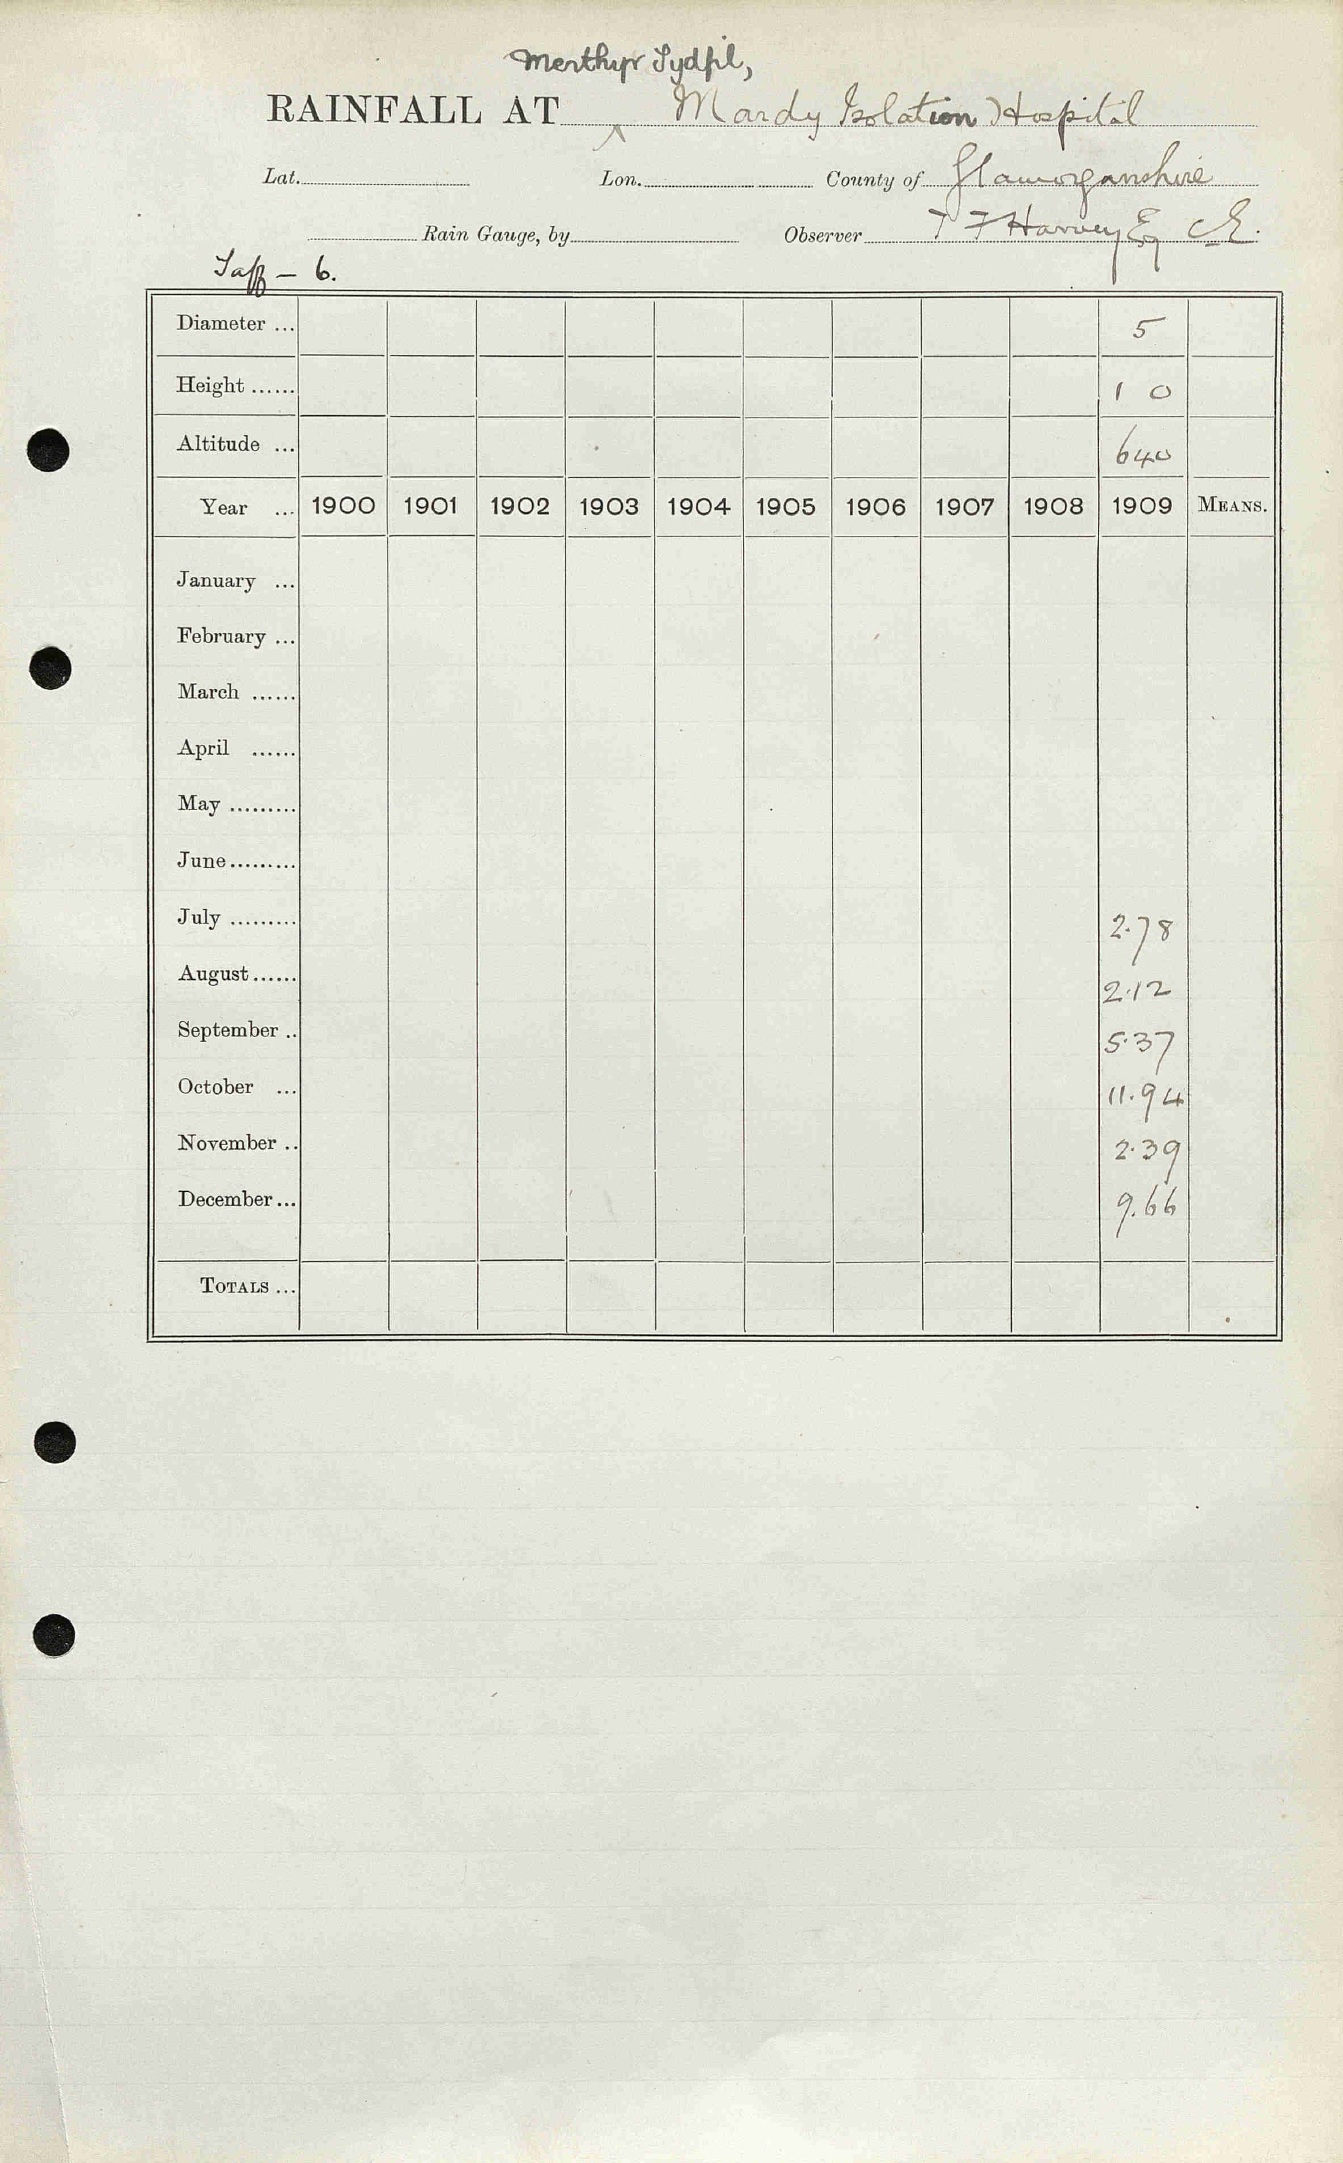 Merthyr Tydfil,
RAINFALL AT Mardy Isolation Hospital
Lat. Lon. County of Glamorganshire
Rain Gauge, by Observer T F Harvey Esq C.E.
Taff – 6.
Diameter ... 5
Height ...... 1 0
Altitude ... 640
Year ... 1900 1901 1902 1903 1904 1905 1906 1907 1908 1909 MEANS.
January ...
February ...
March ......
April ......
May .........
June .........
July ......... 2.78
August ...... 2.12
September .. 5.37
October ... 11.94
November .. 2.39
December ... 9.66
TOTALS ...